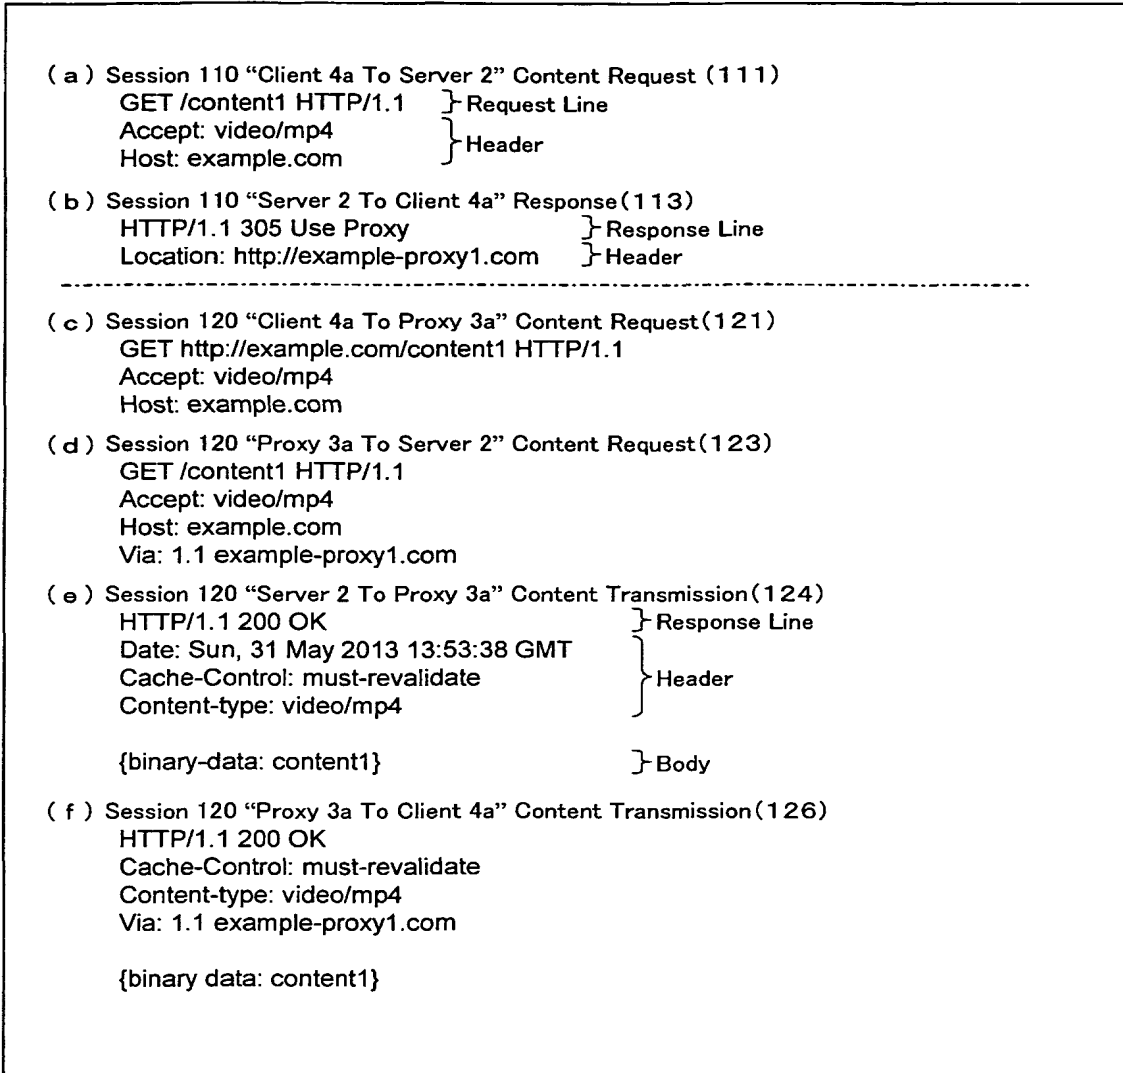 (a) Session 110 “Client 4a To Server 2” Content Request (111)
GET /content1 HTTP/1.1 Request Line
Accept: video/mp4
Host: example.com Header
(b) Session 110 “Server 2 To Client 4a” Response(113)
HTTP/1.1 305 Use Proxy Response Line
Location: http://example-proxy1.com Header
(c) Session 120 “Client 4a To Proxy 3a” Content Request(121)
GET http://example.com/content1 HTTP/1.1
Accept: video/mp4
Host: example.com
(d) Session 120 “Proxy 3a To Server 2” Content Request(123)
GET /content1 HTTP/1.1
Accept: video/mp4
Host: example.com
Via: 1.1 example-proxy1.com
(e) Session 120 “Server 2 To Proxy 3a” Content Transmission(124)
HTTP/1.1 200 OK Response Line
Date: Sun, 31 May 2013 13:53:38 GMT
Cache-Control: must-revalidate Header
Content-type: video/mp4
{binary-data: content1} Body
(f) Session 120 “Proxy 3a To Client 4a” Content Transmission(126)
HTTP/1.1 200 OK
Cache-Control: must-revalidate
Content-type: video/mp4
Via: 1.1 example-proxy1.com
{binary data: content1}